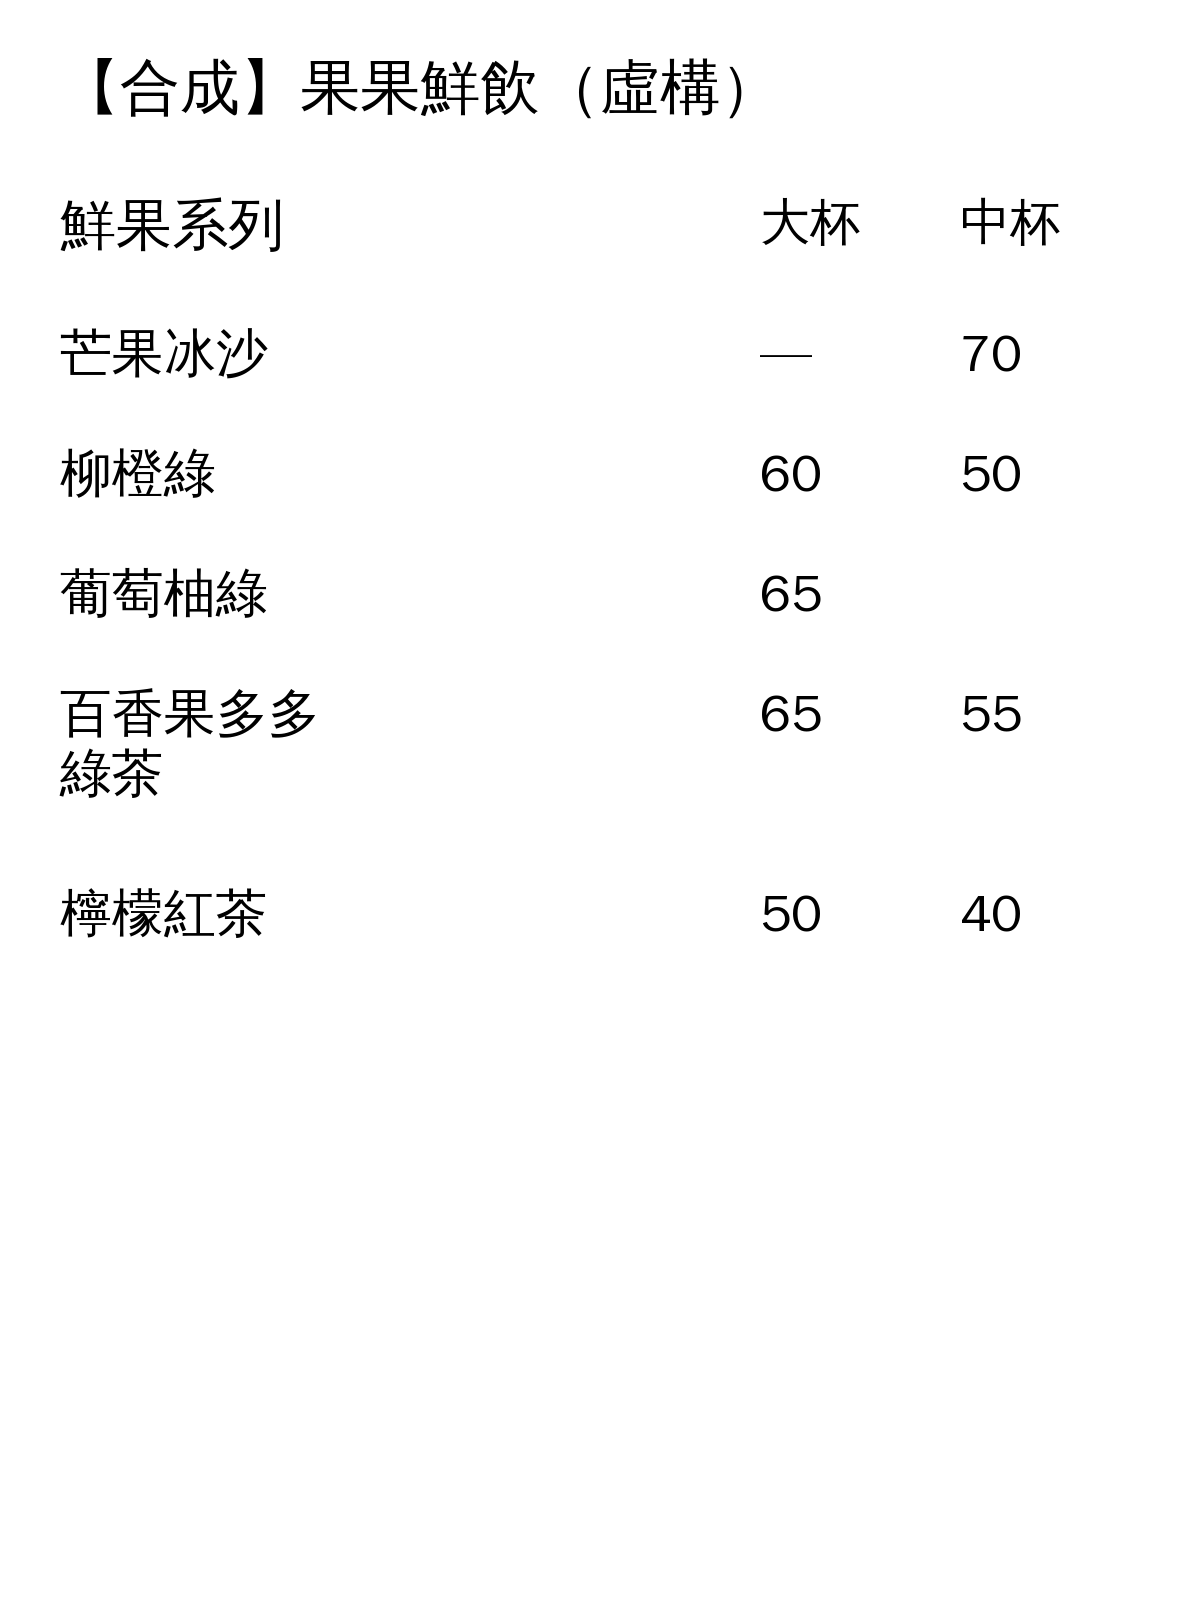 【合成】果果鮮飲（虛構）
鮮果系列 大杯 中杯
芒果冰沙 — 70
柳橙綠 60 50
葡萄柚綠 65
百香果多多 65 55
綠茶
檸檬紅茶 50 40